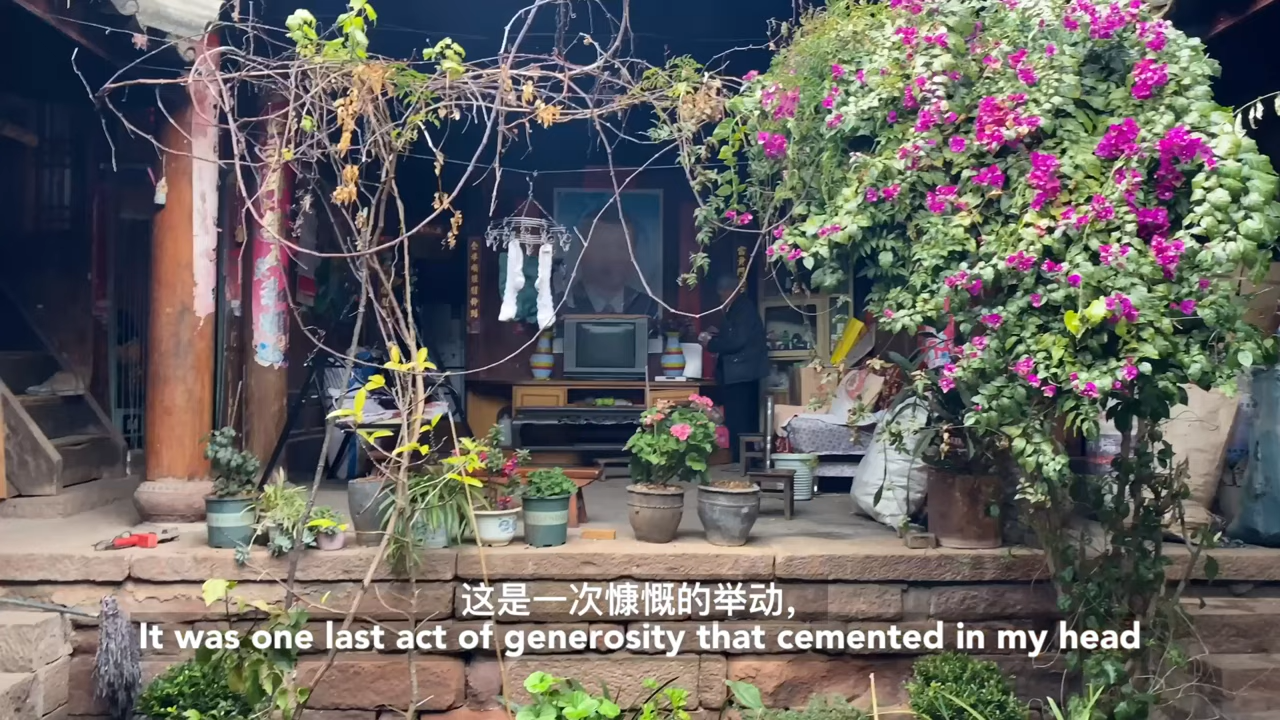 这是一次慷慨的举动，
It was one last act of generosity that cemented in my head